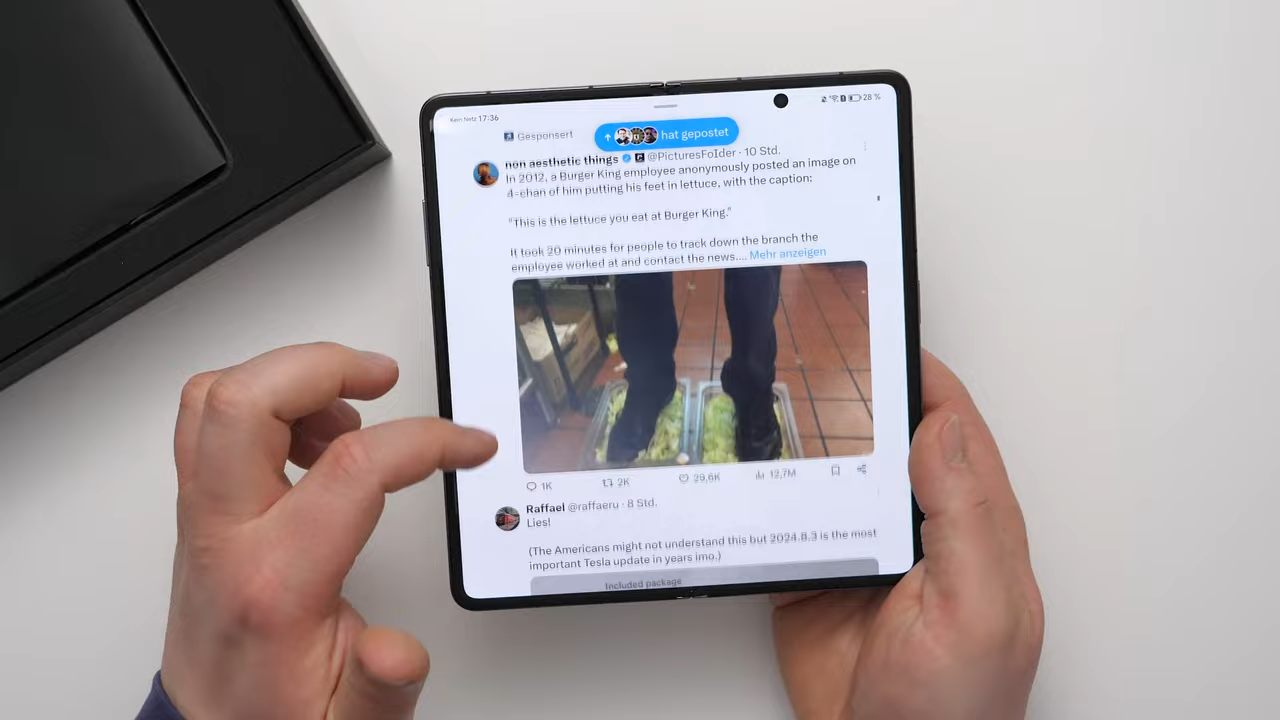 Kein Netz 17:36
28 %
Gesponsert
hat gepostet
non aesthetic things @PicturesFoIder · 10 Std.
In 2012, a Burger King employee anonymously posted an image on
4-chan of him putting his feet in lettuce, with the caption:
"This is the lettuce you eat at Burger King."
It took 20 minutes for people to track down the branch the
employee worked at and contact the news.... Mehr anzeigen
1K 2K 29,6K 12,7M
Raffael @raffaeru · 8 Std.
Lies!
(The Americans might not understand this but 2024.8.3 is the most
important Tesla update in years imo.)
Included package